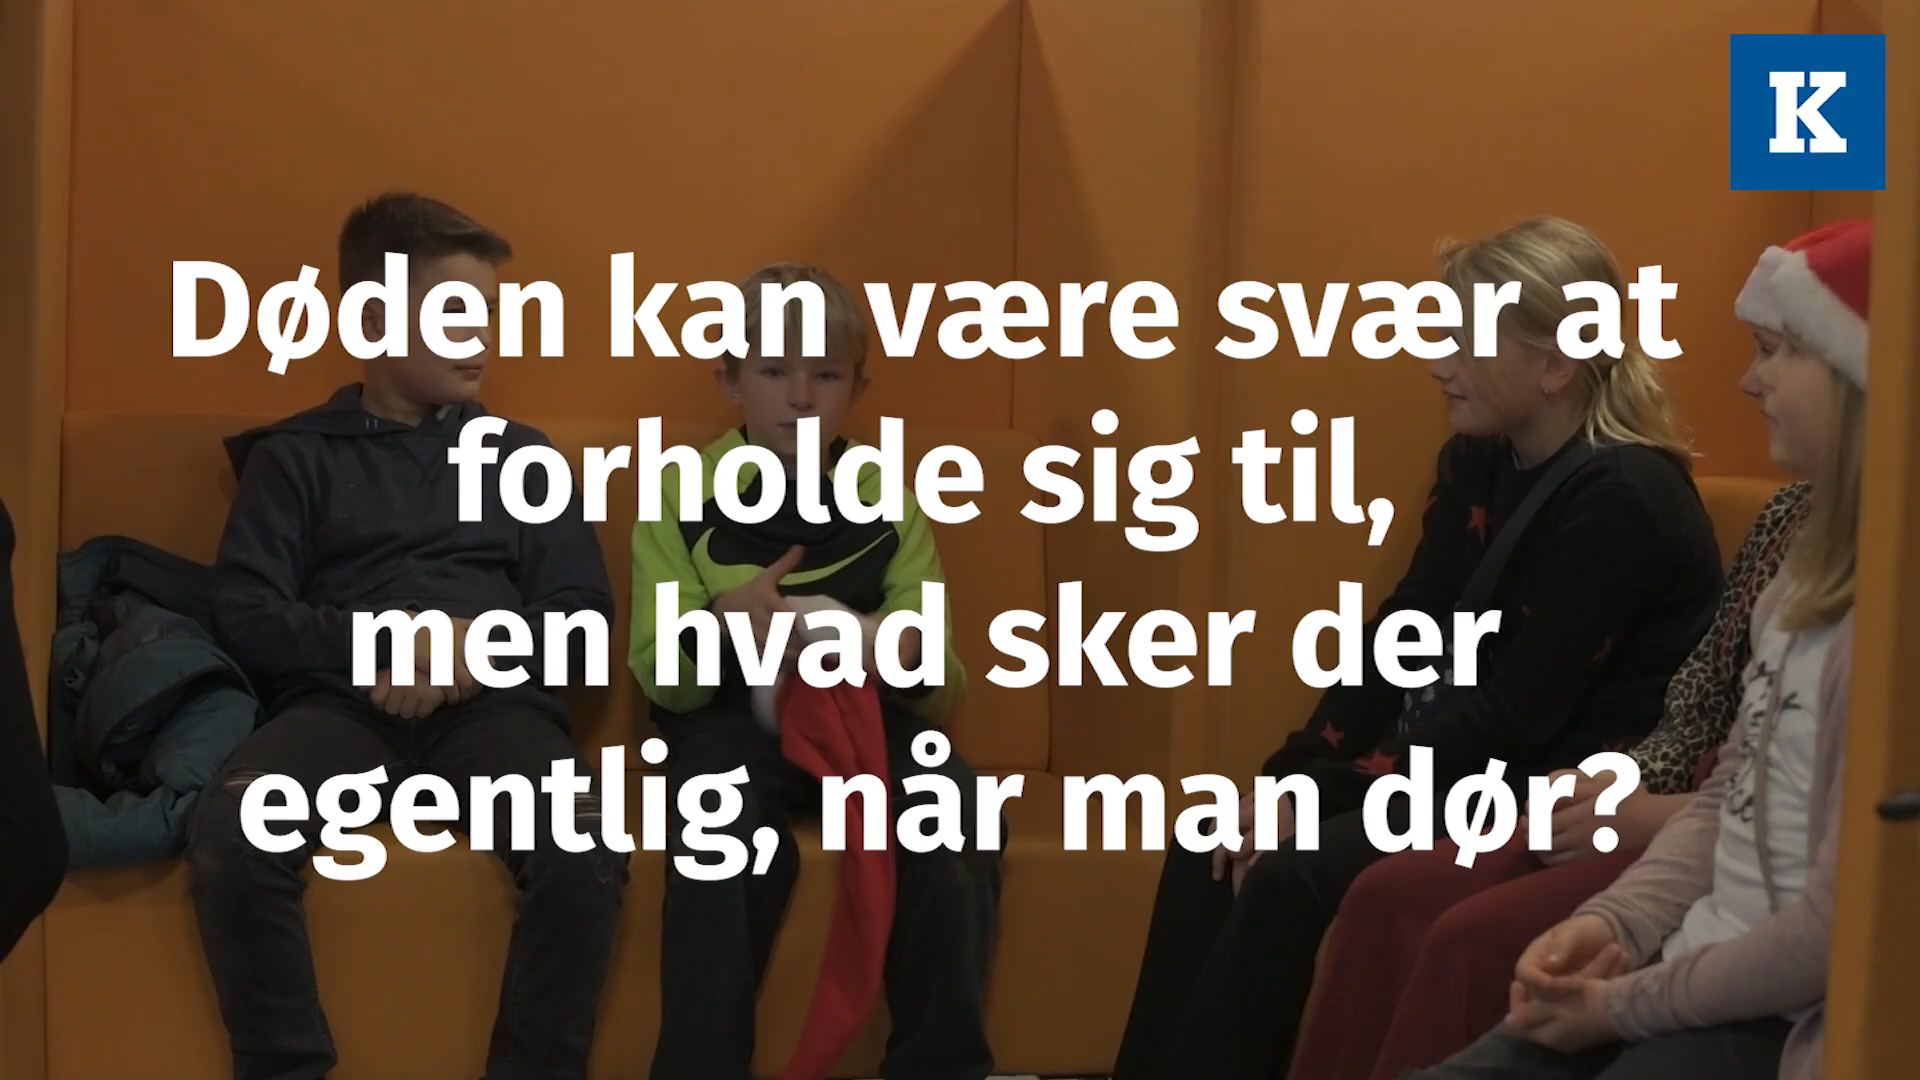 K
Døden kan være svær at
forholde sig til,
men hvad sker der
egentlig, når man dør?